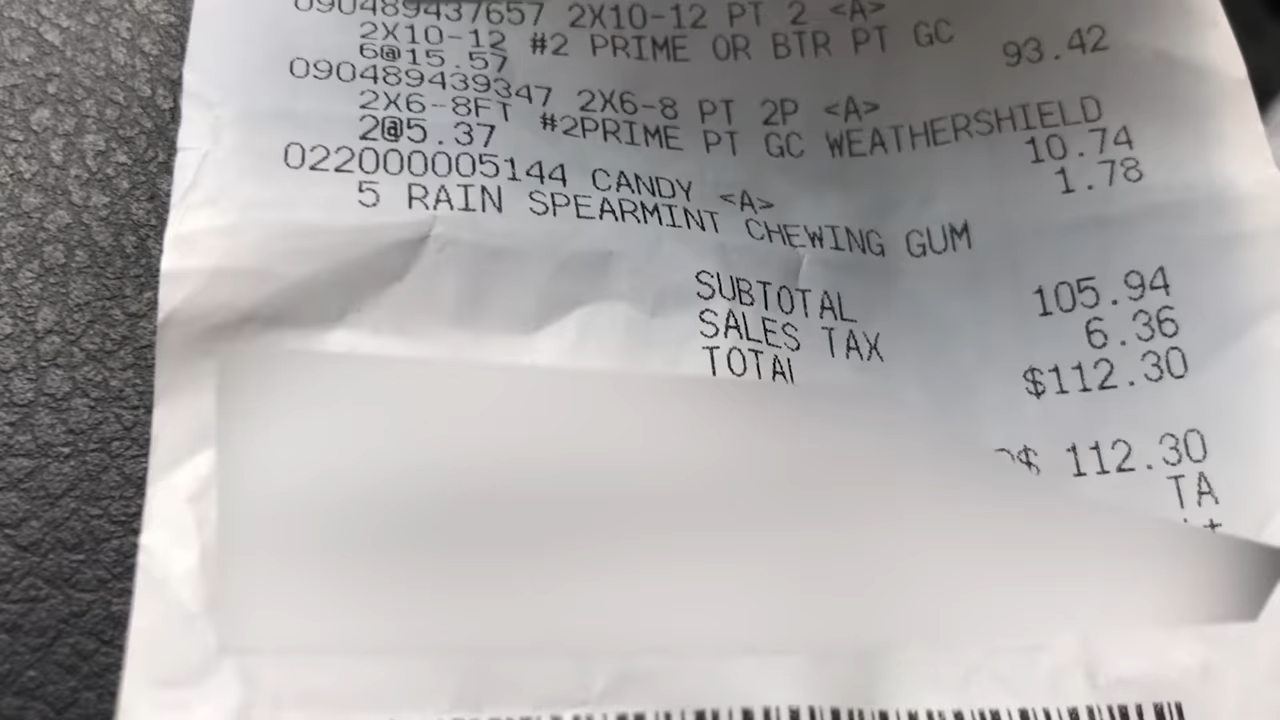 090489437657 2X10-12 PT 2 <A>
2X10-12 #2 PRIME OR BTR PT GC
6@15.57 93.42
090489439347 2X6-8 PT 2P <A>
2X6-8FT #2PRIME PT GC WEATHERSHIELD
2@5.37 10.74
022000005144 CANDY <A> 1.78
5 RAIN SPEARMINT CHEWING GUM
SUBTOTAL 105.94
SALES TAX 6.36
TOTAL $112.30
$ 112.30
TA